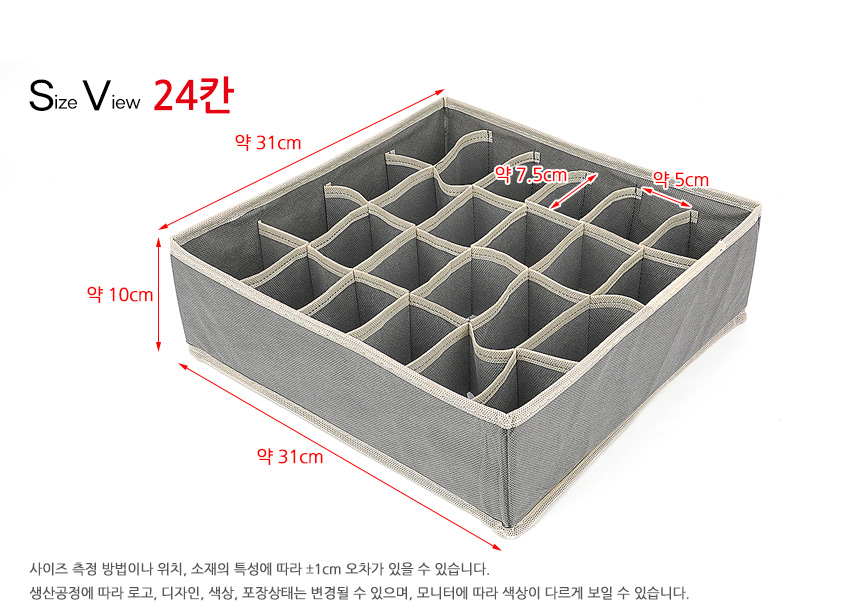 Size View 24칸
약 31cm
약 7.5cm
약 5cm
약 10cm
약 31cm
사이즈 측정 방법이나 위치, 소재의 특성에 따라 ±1cm 오차가 있을 수 있습니다.
생산공정에 따라 로고, 디자인, 색상, 포장상태는 변경될 수 있으며, 모니터에 따라 색상이 다르게 보일 수 있습니다.